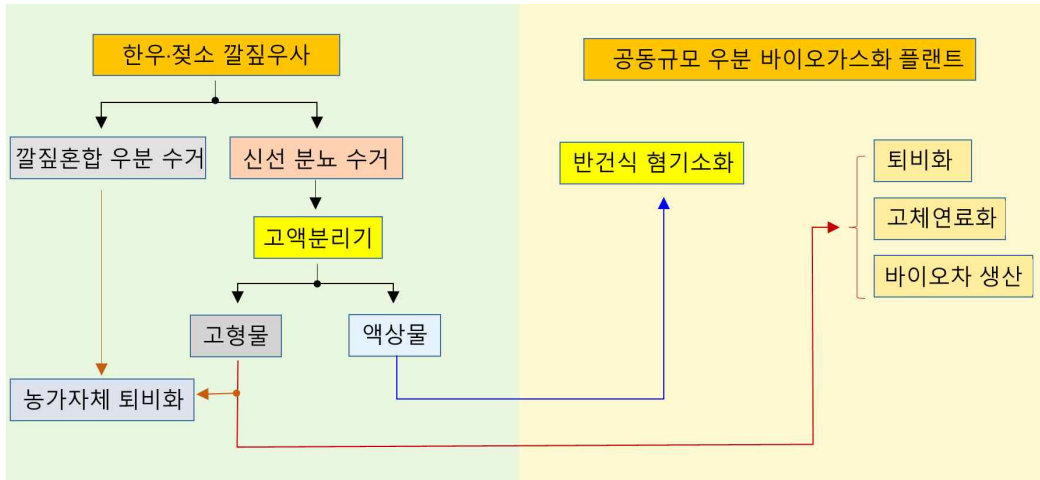 한우·젖소 깔짚우사
공동규모 우분 바이오가스화 플랜트
깔짚혼합 우분 수거
신선 분뇨 수거
반건식 혐기소화
퇴비화
고액분리기
고체연료화
바이오차 생산
고형물
액상물
농가자체 퇴비화